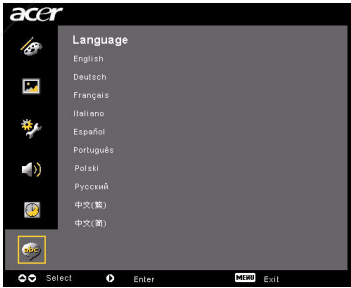 acer
Language
English
Deutsch
Français
Italiano
Español
Português
Polski
Русский
中文(繁)
中文(简)
abc
Select Enter MENU Exit